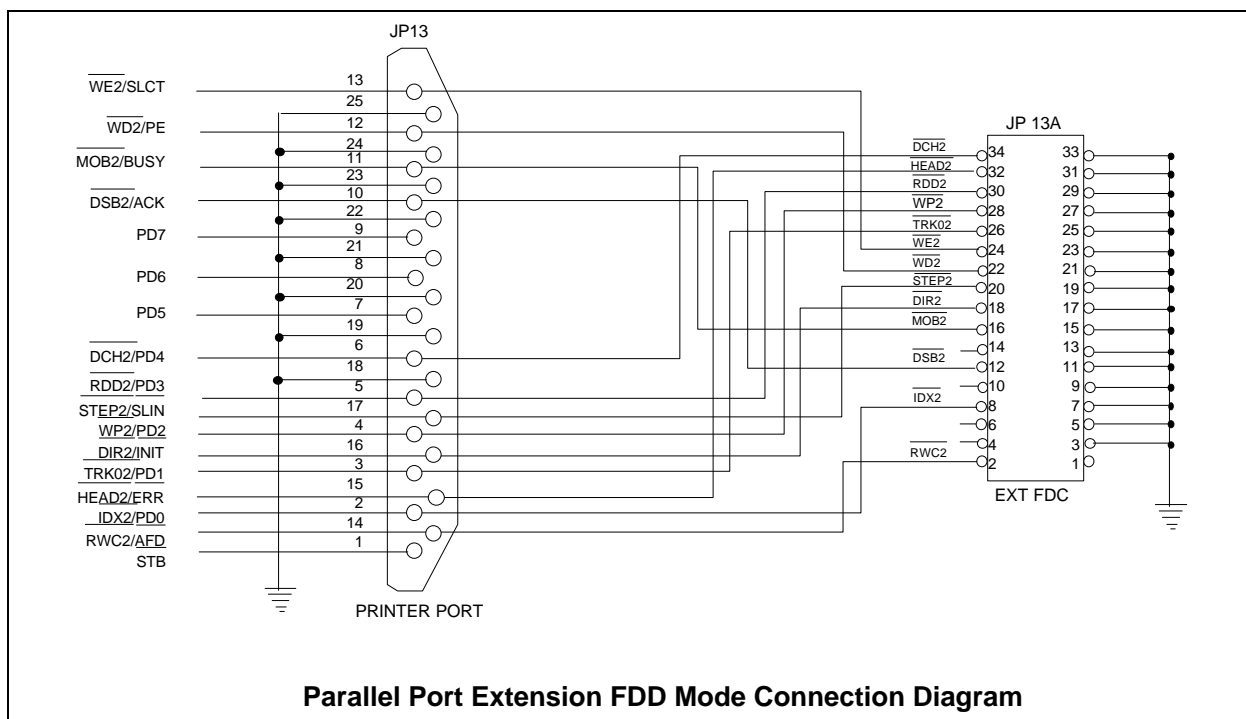 JP13
WE2/SLCT
13
25
WD2/PE
12
24
MOB2/BUSY
11
23
DSB2/ACK
10
22
PD7
9
21
PD6
8
20
PD5
7
19
DCH2/PD4
6
18
RDD2/PD3
5
STEP2/SLIN
17
WP2/PD2
4
DIR2/INIT
16
TRK02/PD1
3
HEAD2/ERR
15
IDX2/PD0
2
RWC2/AFD
14
STB
1
PRINTER PORT
JP 13A
DCH2 34 33
HEAD2 32 31
RDD2 30 29
WP2 28 27
TRK02 26 25
WE2 24 23
WD2 22 21
STEP2 20 19
DIR2 18 17
MOB2 16 15
14 13
DSB2 12 11
10 9
IDX2 8 7
6 5
4 3
RWC2 2 1
EXT FDC
Parallel Port Extension FDD Mode Connection Diagram